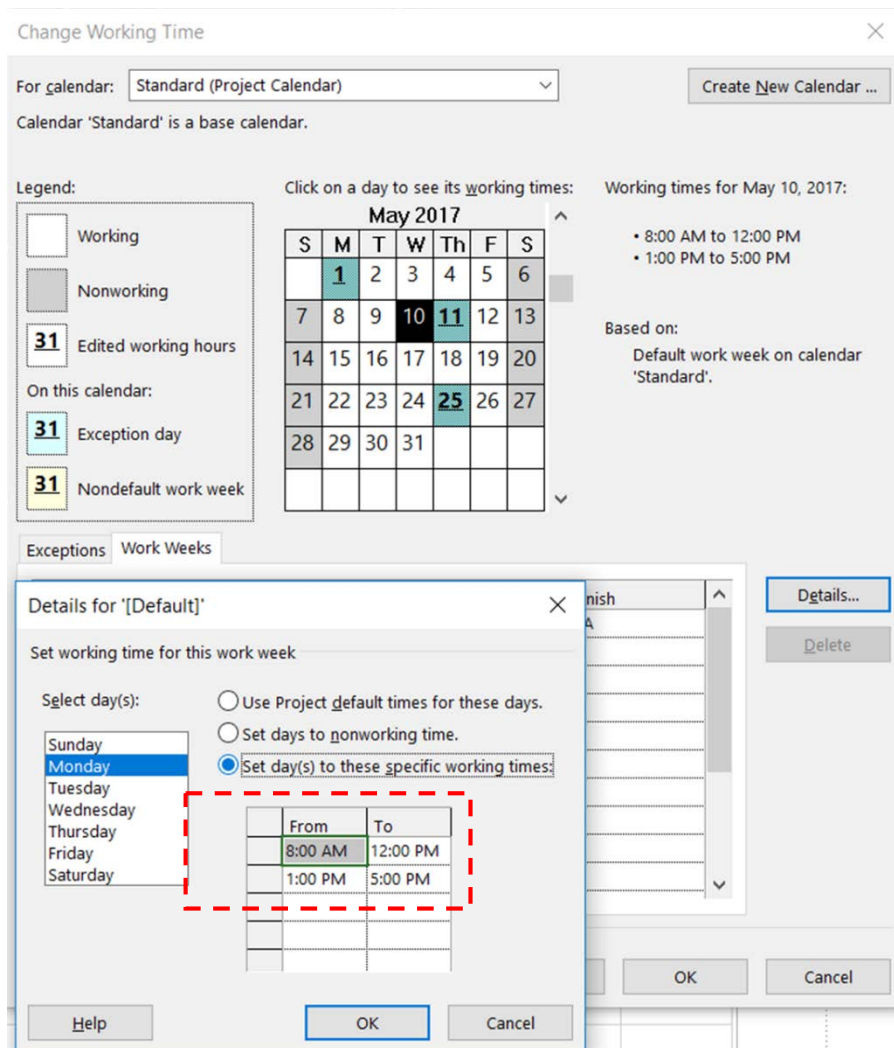 Change Working Time
For calendar: Standard (Project Calendar)
Create New Calendar ...
Calendar 'Standard' is a base calendar.
Legend:
Working
Nonworking
31 Edited working hours
On this calendar:
31 Exception day
31 Nondefault work week
Click on a day to see its working times:
May 2017
S M T W Th F S
1 2 3 4 5 6
7 8 9 10 11 12 13
14 15 16 17 18 19 20
21 22 23 24 25 26 27
28 29 30 31
Working times for May 10, 2017:
• 8:00 AM to 12:00 PM
• 1:00 PM to 5:00 PM
Based on:
Default work week on calendar
'Standard'.
Exceptions Work Weeks
nish
A
Details...
Delete
Details for '[Default]'
Set working time for this work week
Select day(s):
Sunday
Monday
Tuesday
Wednesday
Thursday
Friday
Saturday
Use Project default times for these days.
Set days to nonworking time.
Set day(s) to these specific working times:
From To
8:00 AM 12:00 PM
1:00 PM 5:00 PM
Help OK Cancel
OK Cancel